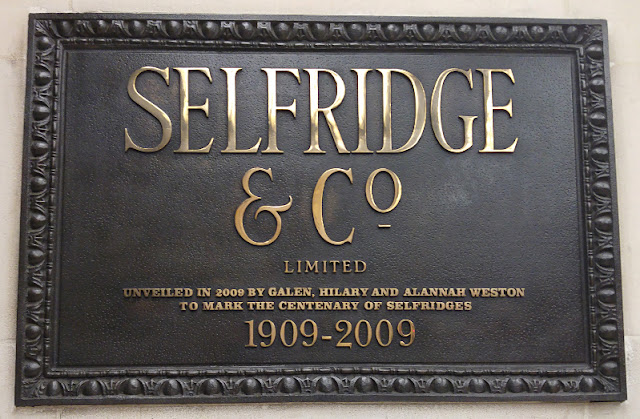 SELFRIDGE
& Cº
LIMITED
UNVEILED IN 2009 BY GALEN, HILARY AND ALANNAH WESTON
TO MARK THE CENTENARY OF SELFRIDGES
1909-2009